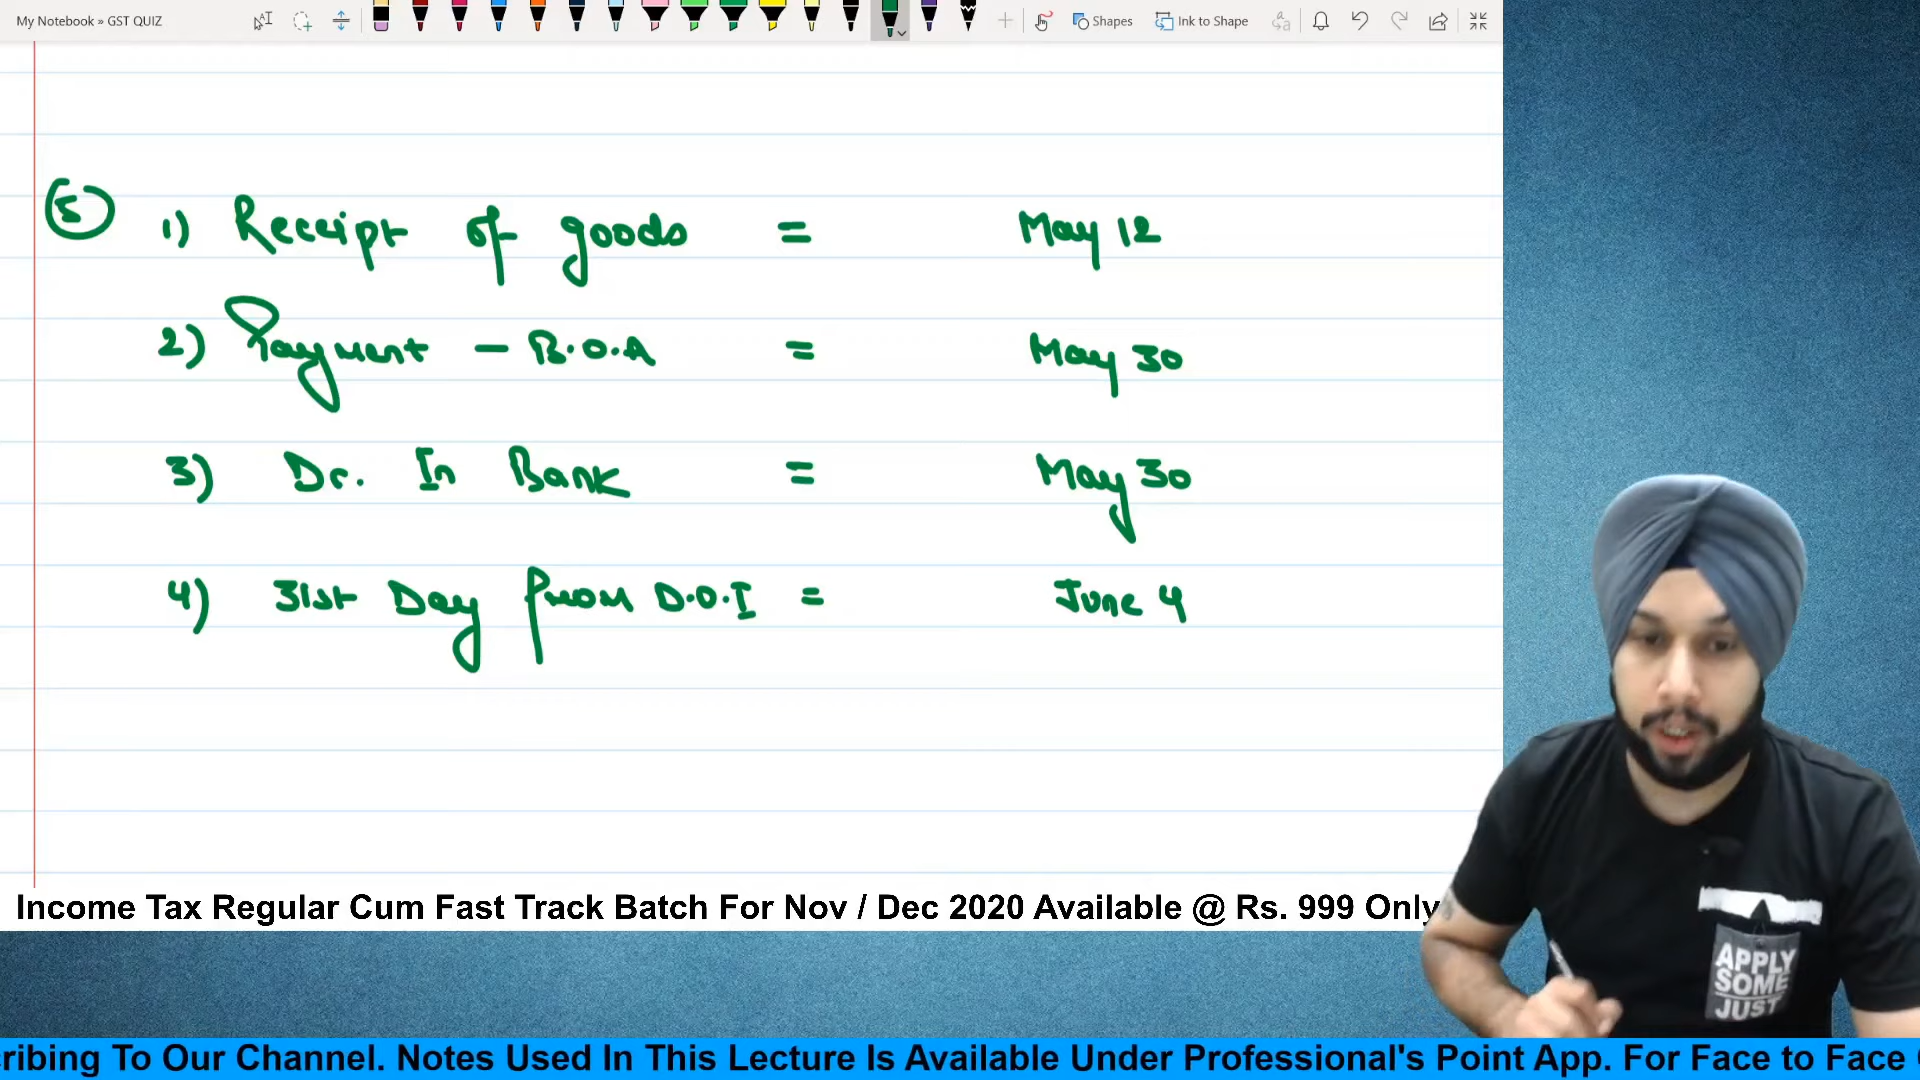 My Notebook » GST QUIZ
Shapes
Ink to Shape
5
1) Receipt of goods = May 12
2) Payment - B.O.A = May 30
3) Dr. In Bank = May 30
4) 31st Day from D.O.I = June 4
Income Tax Regular Cum Fast Track Batch For Nov / Dec 2020 Available @ Rs. 999 Only
APPLY
SOME
JUST
cribing To Our Channel. Notes Used In This Lecture Is Available Under Professional's Point App. For Face to Face